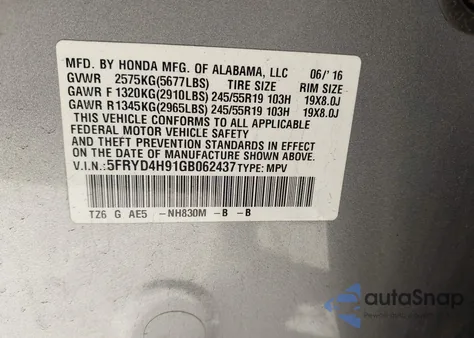 MFD. BY HONDA MFG. OF ALABAMA, LLC 06/'16
GVWR 2575KG(5677LBS) TIRE SIZE RIM SIZE
GAWR F 1320KG(2910LBS) 245/55R19 103H 19X8.0J
GAWR R1345KG(2965LBS) 245/55R19 103H 19X8.0J
THIS VEHICLE CONFORMS TO ALL APPLICABLE
FEDERAL MOTOR VEHICLE SAFETY
AND THEFT PREVENTION STANDARDS IN EFFECT
ON THE DATE OF MANUFACTURE SHOWN ABOVE.
V.I.N.:5FRYD4H91GB062437 TYPE: MPV
TZ6 G AE5 -NH830M -B -B
autoSnap